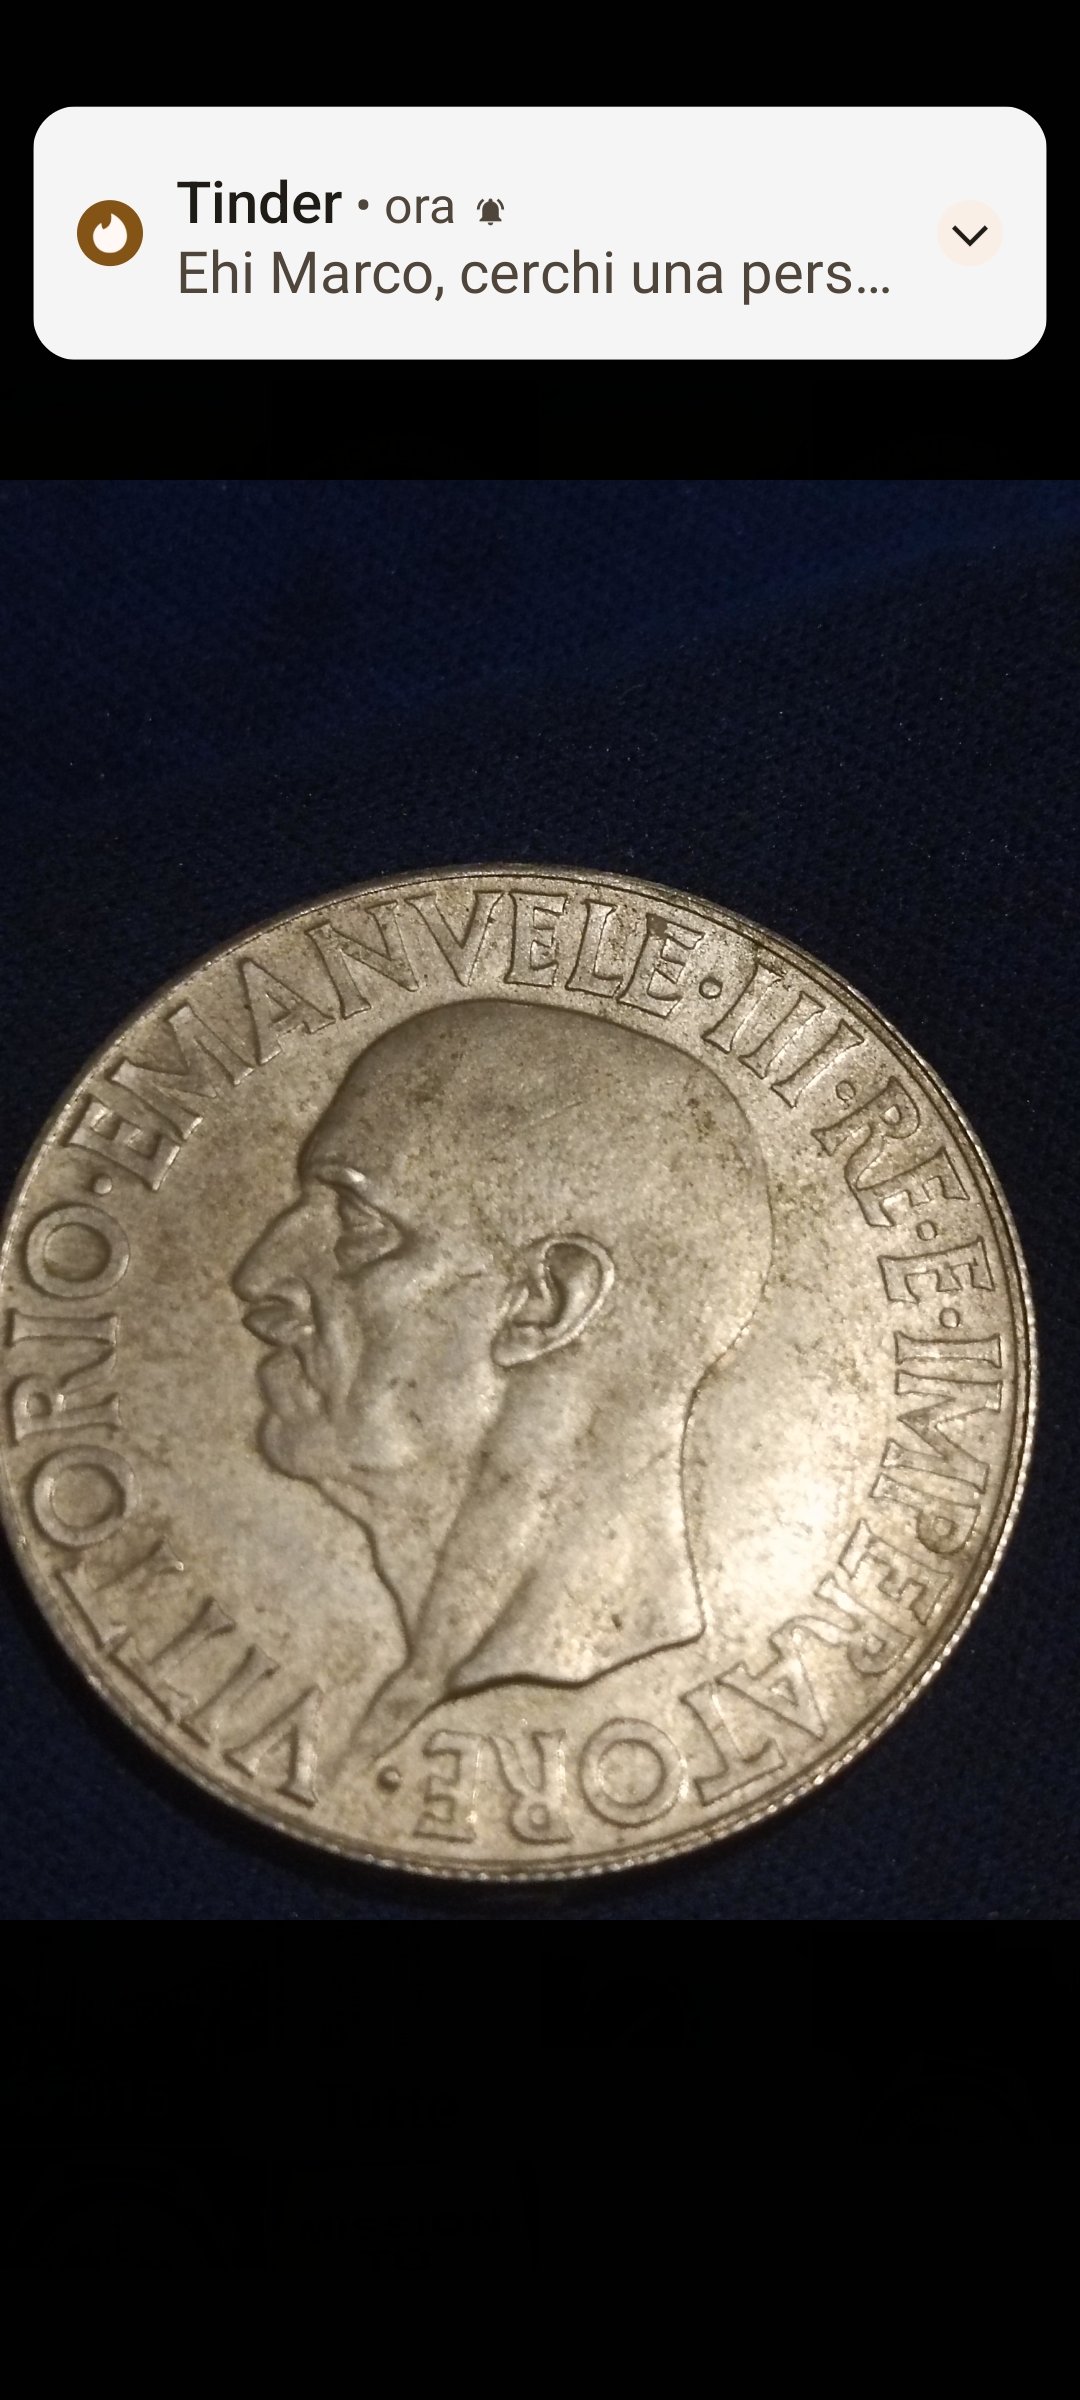 Tinder • ora
Ehi Marco, cerchi una pers...
VITTORIO·EMANVELE·III·RE·E·IMPERATORE·